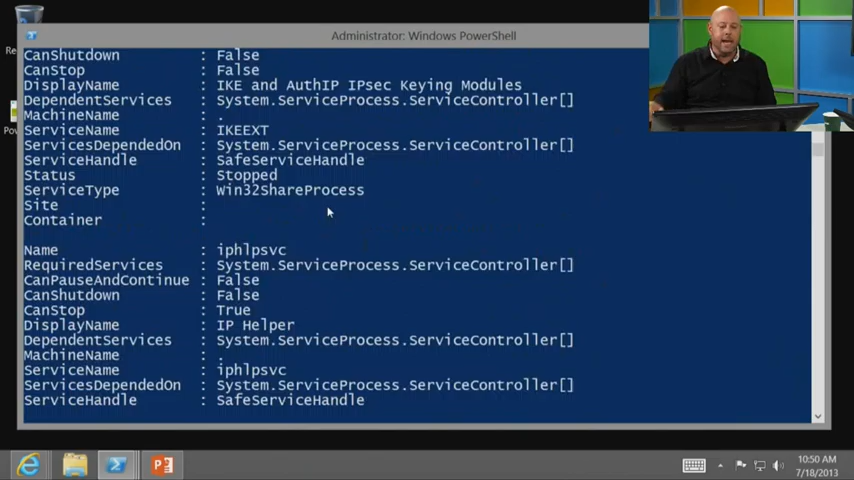 Administrator: Windows PowerShell
CanShutdown : False
CanStop : False
DisplayName : IKE and AuthIP IPsec Keying Modules
DependentServices : System.ServiceProcess.ServiceController[]
MachineName : .
ServiceName : IKEEXT
ServicesDependedOn : System.ServiceProcess.ServiceController[]
ServiceHandle : SafeServiceHandle
Status : Stopped
ServiceType : Win32ShareProcess
Site :
Container :
Name : iphlpsvc
RequiredServices : System.ServiceProcess.ServiceController[]
CanPauseAndContinue : False
CanShutdown : False
CanStop : True
DisplayName : IP Helper
DependentServices : System.ServiceProcess.ServiceController[]
MachineName : .
ServiceName : iphlpsvc
ServicesDependedOn : System.ServiceProcess.ServiceController[]
ServiceHandle : SafeServiceHandle
10:50 AM
7/18/2013